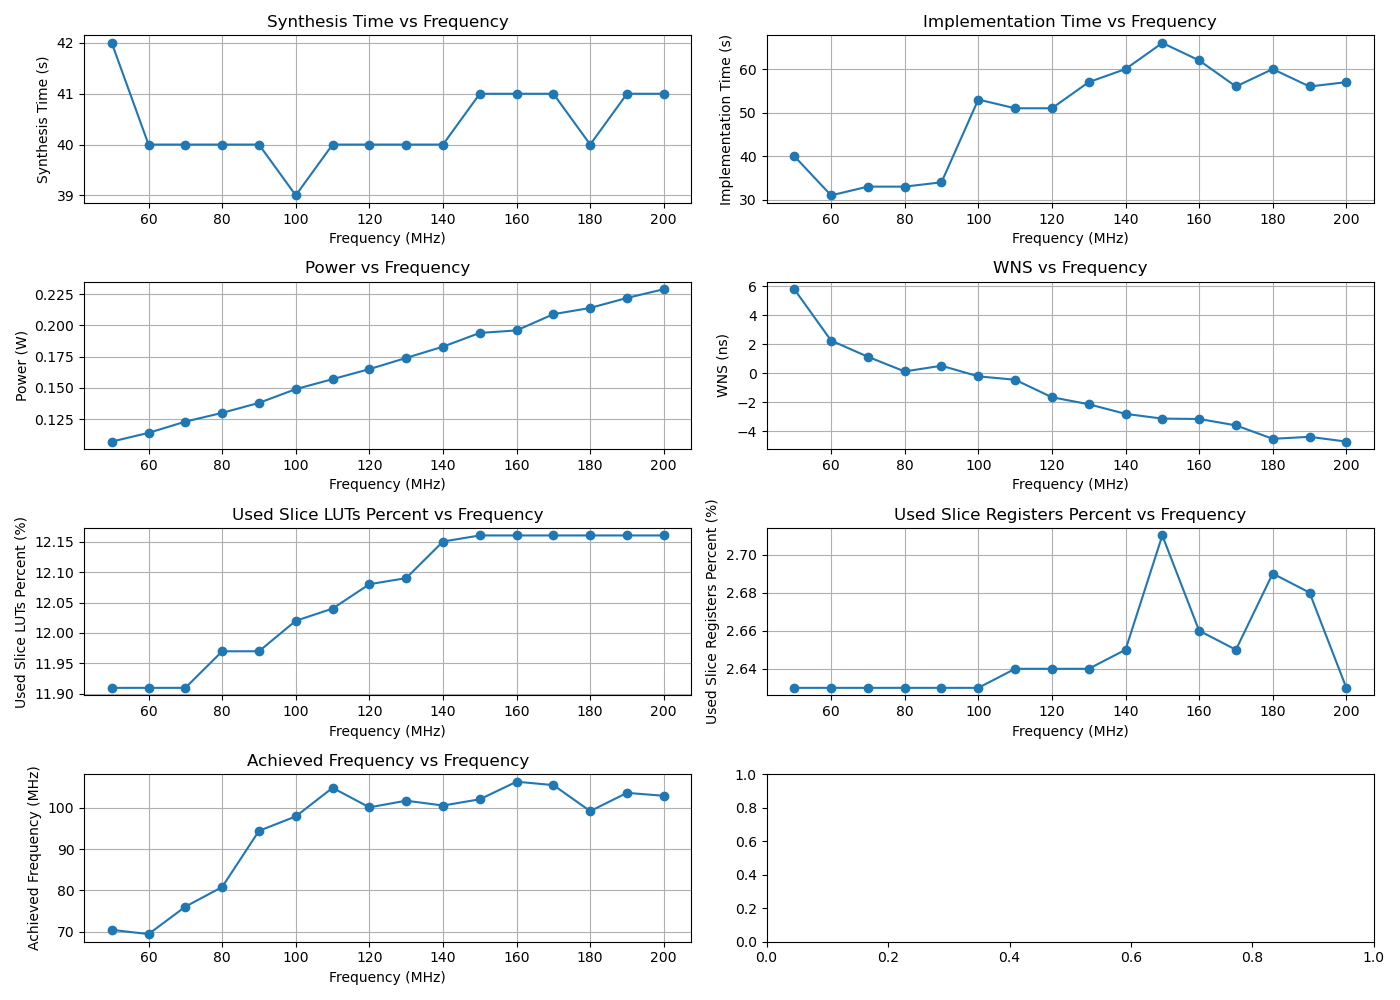 Synthesis Time vs Frequency
Synthesis Time (s)
42
41
40
39
60 80 100 120 140 160 180 200
Frequency (MHz)
Implementation Time vs Frequency
Implementation Time (s)
60
50
40
30
60 80 100 120 140 160 180 200
Frequency (MHz)
Power vs Frequency
Power (W)
0.225
0.200
0.175
0.150
0.125
60 80 100 120 140 160 180 200
Frequency (MHz)
WNS vs Frequency
WNS (ns)
6
4
2
0
−2
−4
60 80 100 120 140 160 180 200
Frequency (MHz)
Used Slice LUTs Percent vs Frequency
Used Slice LUTs Percent (%)
12.15
12.10
12.05
12.00
11.95
11.90
60 80 100 120 140 160 180 200
Frequency (MHz)
Used Slice Registers Percent vs Frequency
Used Slice Registers Percent (%)
2.70
2.68
2.66
2.64
60 80 100 120 140 160 180 200
Frequency (MHz)
Achieved Frequency vs Frequency
Achieved Frequency (MHz)
100
90
80
70
60 80 100 120 140 160 180 200
Frequency (MHz)
1.0
0.8
0.6
0.4
0.2
0.0
0.0 0.2 0.4 0.6 0.8 1.0